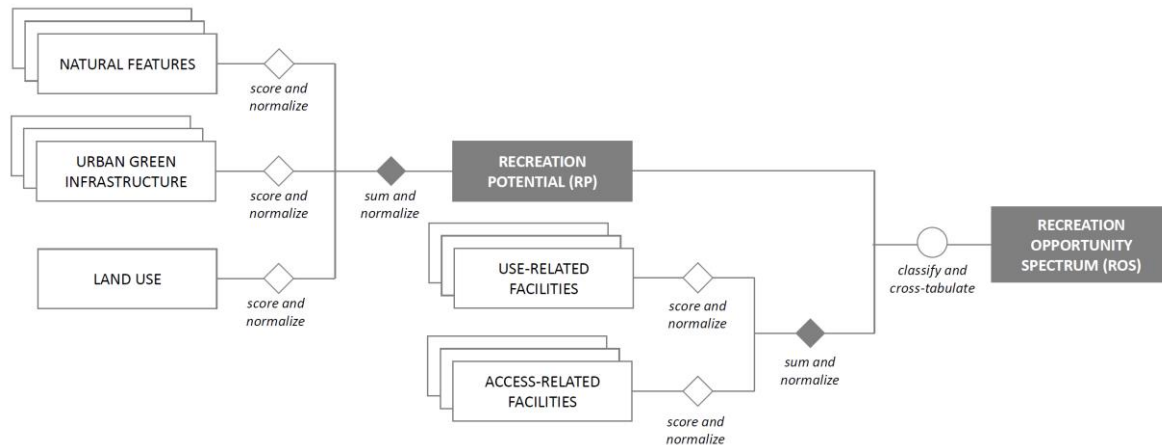 NATURAL FEATURES
score and
normalize
URBAN GREEN
INFRASTRUCTURE
score and
normalize
sum and
normalize
RECREATION
POTENTIAL (RP)
LAND USE
score and
normalize
USE-RELATED
FACILITIES
score and
normalize
ACCESS-RELATED
FACILITIES
score and
normalize
sum and
normalize
classify and
cross-tabulate
RECREATION
OPPORTUNITY
SPECTRUM (ROS)